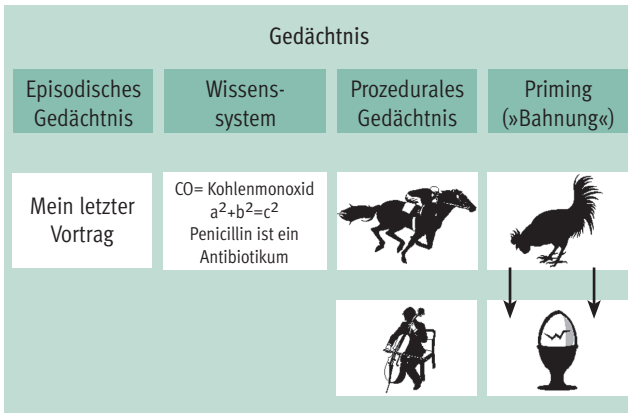 Gedächtnis
Episodisches
Gedächtnis
Wissens-
system
Prozedurales
Gedächtnis
Priming
(»Bahnung«)
Mein letzter
Vortrag
CO= Kohlenmonoxid
a²+b²=c²
Penicillin ist ein
Antibiotikum